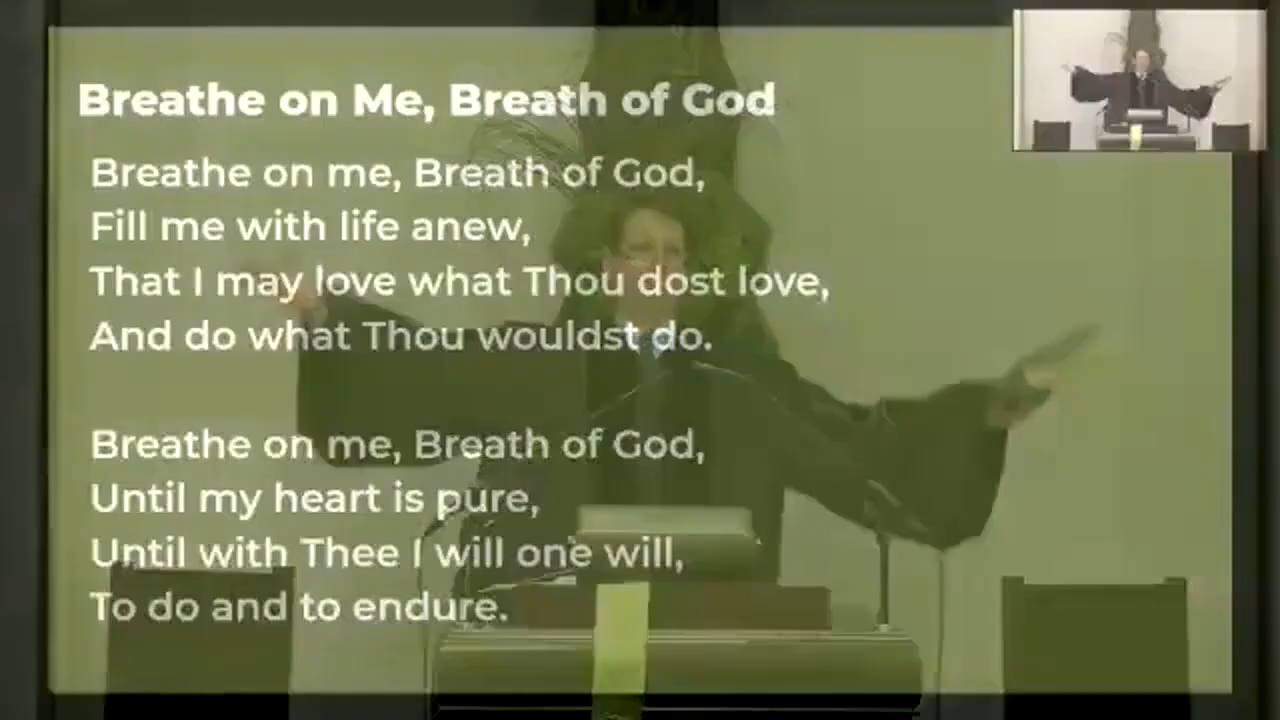 Breathe on Me, Breath of God
Breathe on me, Breath of God,
Fill me with life anew,
That I may love what Thou dost love,
And do what Thou wouldst do.
Breathe on me, Breath of God,
Until my heart is pure,
Until with Thee I will one will,
To do and to endure.